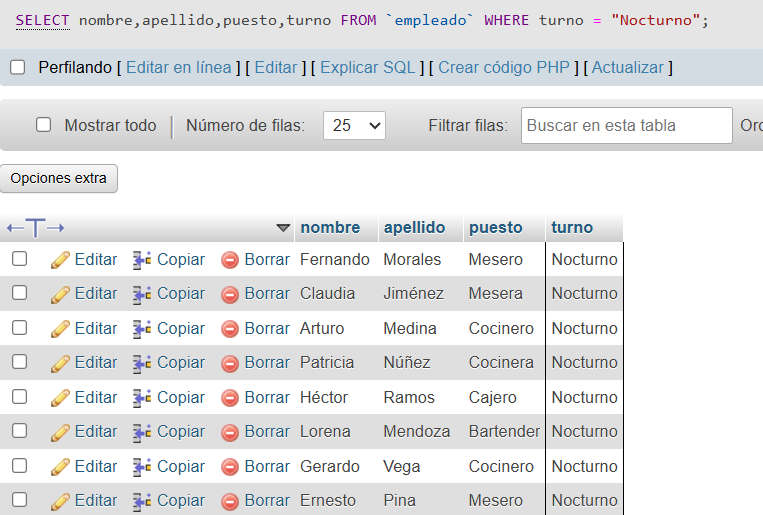 SELECT nombre,apellido,puesto,turno FROM `empleado` WHERE turno = "Nocturno";
Perfilando [ Editar en línea ] [ Editar ] [ Explicar SQL ] [ Crear código PHP ] [ Actualizar ]
Mostrar todo Número de filas: 25 Filtrar filas: Buscar en esta tabla Ord
Opciones extra
nombre apellido puesto turno
Editar Copiar Borrar Fernando Morales Mesero Nocturno
Editar Copiar Borrar Claudia Jiménez Mesera Nocturno
Editar Copiar Borrar Arturo Medina Cocinero Nocturno
Editar Copiar Borrar Patricia Núñez Cocinera Nocturno
Editar Copiar Borrar Héctor Ramos Cajero Nocturno
Editar Copiar Borrar Lorena Mendoza Bartender Nocturno
Editar Copiar Borrar Gerardo Vega Cocinero Nocturno
Editar Copiar Borrar Ernesto Pina Mesero Nocturno